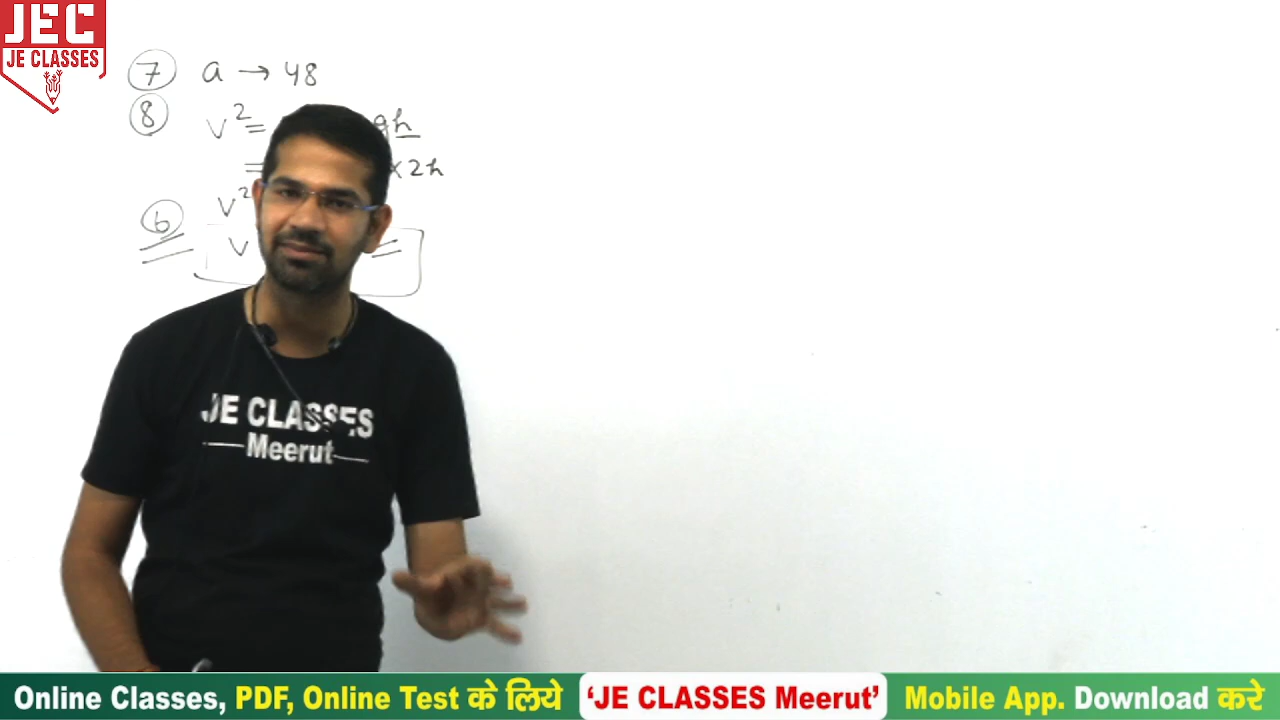 JEC
JE CLASSES
7 a → 48
8 v² = gh
= x 2h
6 v²
v =
JE CLASSES
Meerut
Online Classes, PDF, Online Test के लिये 'JE CLASSES Meerut' Mobile App. Download करे